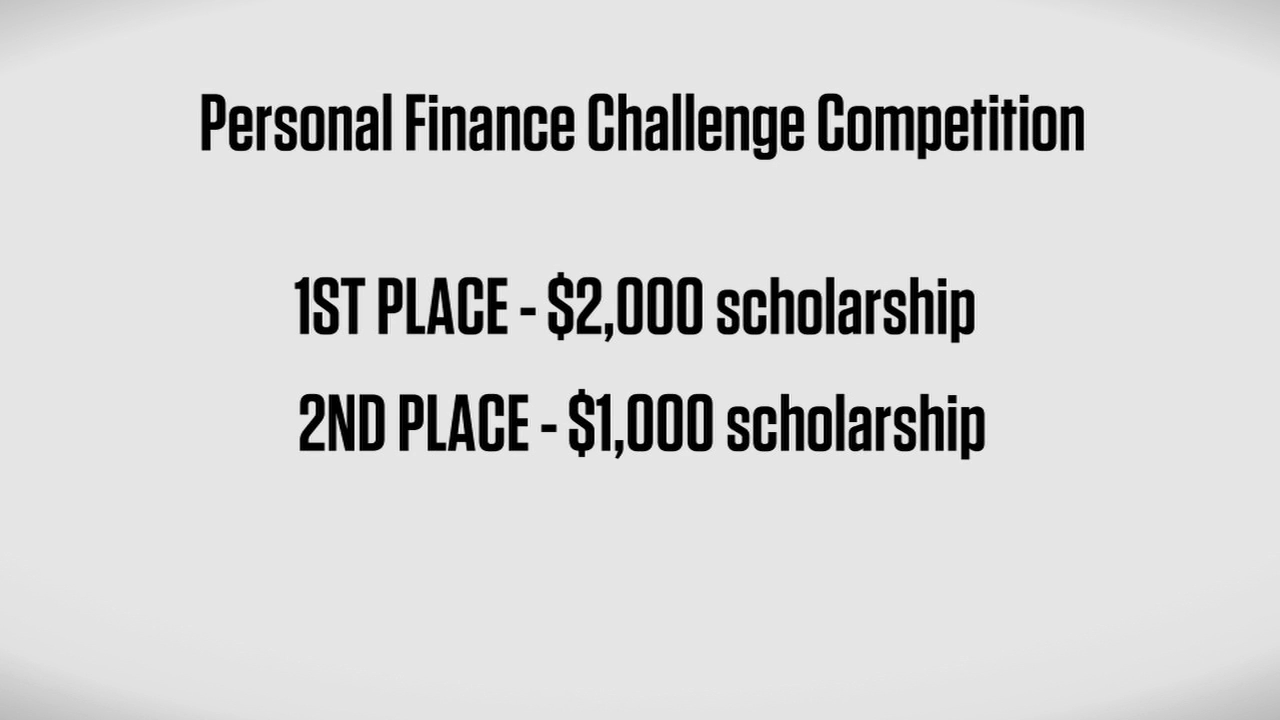 Personal Finance Challenge Competition
1ST PLACE - $2,000 scholarship
2ND PLACE - $1,000 scholarship